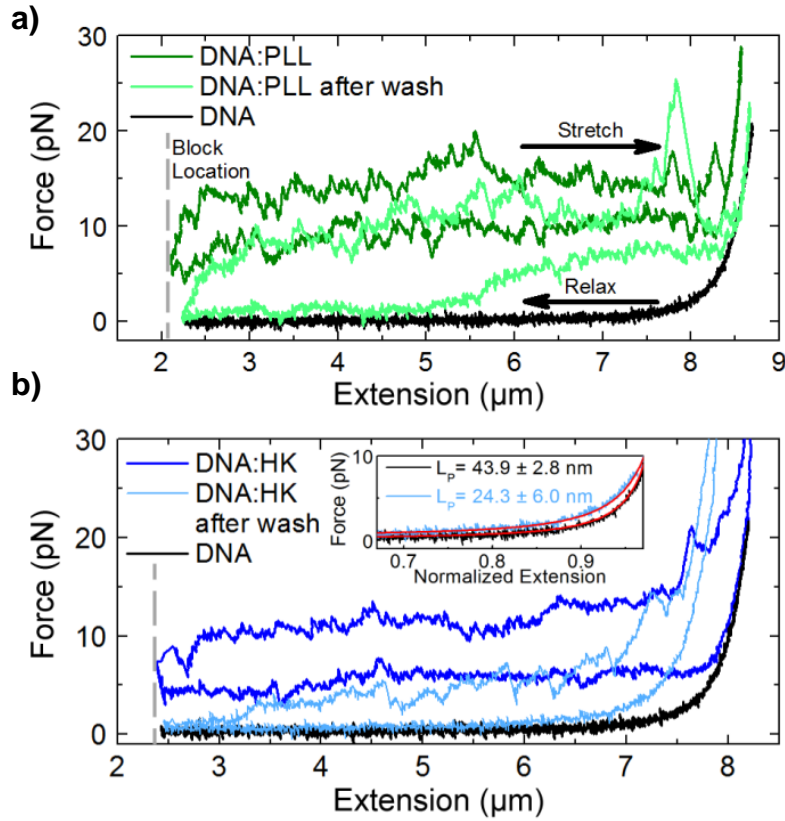 a)
30
20
10
0
Force (pN)
DNA:PLL
DNA:PLL after wash
DNA
Block
Location
Stretch
Relax
2 3 4 5 6 7 8 9
Extension (µm)
b)
30
20
10
0
Force (pN)
DNA:HK
DNA:HK
after wash
DNA
10
0
Force (pN)
L_P= 43.9 ± 2.8 nm
L_P= 24.3 ± 6.0 nm
0.7 0.8 0.9
Normalized Extension
2 3 4 5 6 7 8
Extension (µm)